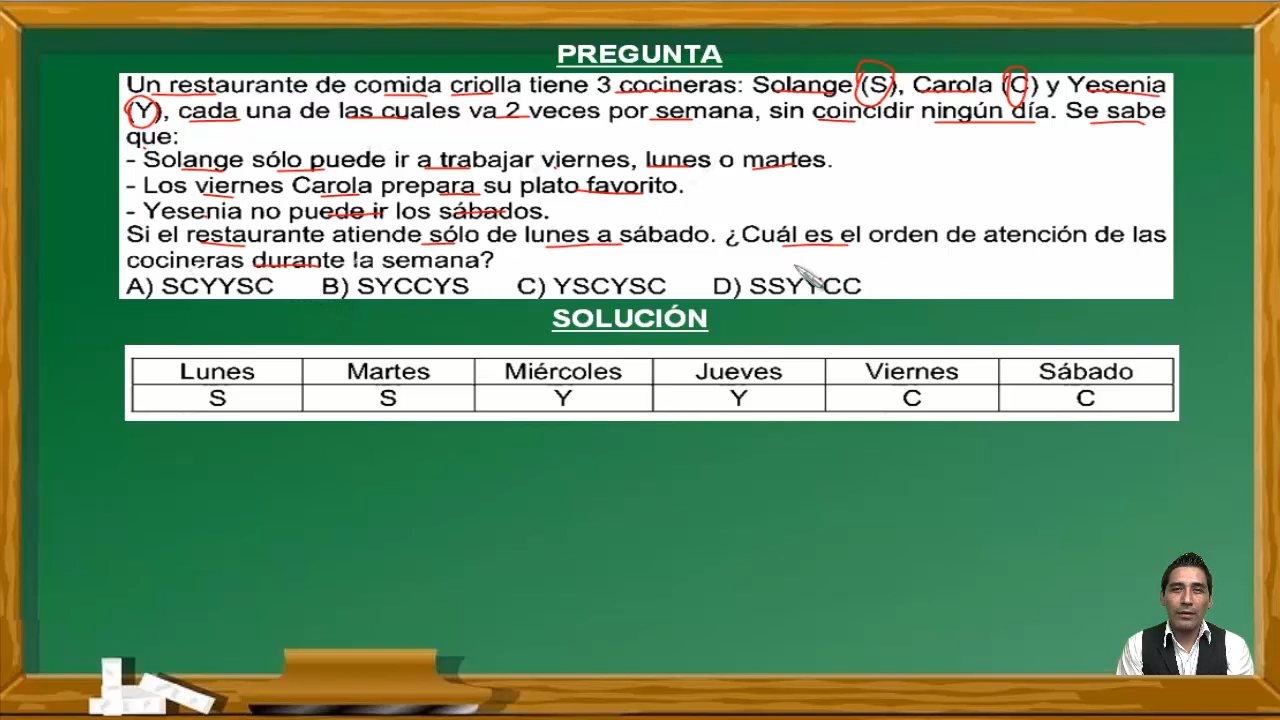 PREGUNTA
Un restaurante de comida criolla tiene 3 cocineras: Solange (S), Carola (C) y Yesenia
(Y), cada una de las cuales va 2 veces por semana, sin coincidir ningún día. Se sabe
que:
- Solange sólo puede ir a trabajar viernes, lunes o martes.
- Los viernes Carola prepara su plato favorito.
- Yesenia no puede ir los sábados.
Si el restaurante atiende sólo de lunes a sábado. ¿Cuál es el orden de atención de las
cocineras durante la semana?
A) SCYYSC B) SYCCYS C) YSCYSC D) SSYYCC
SOLUCIÓN
Lunes Martes Miércoles Jueves Viernes Sábado
S S Y Y C C